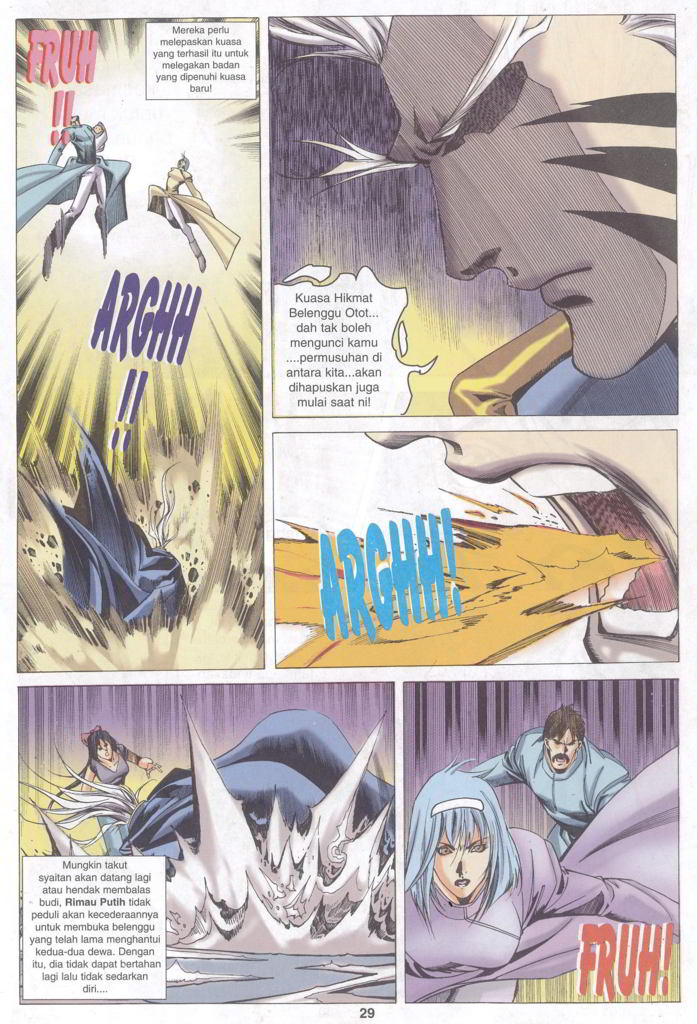 FRUH
!!
Mereka perlu
melepaskan kuasa
yang terhasil itu untuk
melegakan badan
yang dipenuhi kuasa
baru!
ARGHH
!!
Kuasa Hikmat
Belenggu Otot...
dah tak boleh
mengunci kamu
....permusuhan di
antara kita...akan
dihapuskan juga
mulai saat ni!
ARGHH!
Mungkin takut
syaitan akan datang lagi
atau hendak membalas
budi, Rimau Putih tidak
peduli akan kecederaannya
untuk membuka belenggu
yang telah lama menghantui
kedua-dua dewa. Dengan
itu, dia tidak dapat bertahan
lagi lalu tidak sedarkan
diri....
FRUH!
29